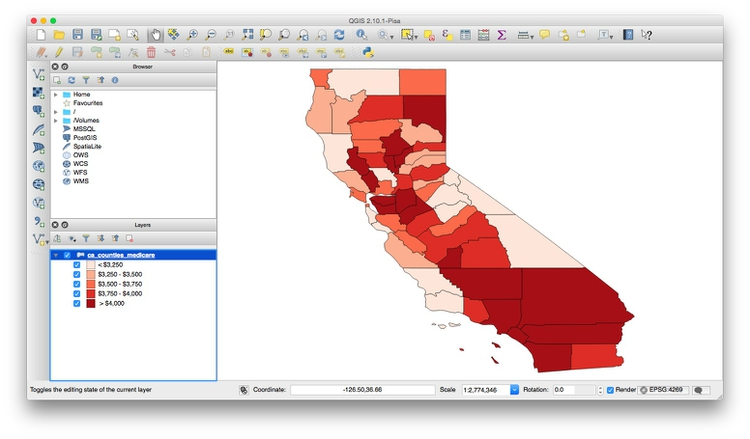 QGIS 2.10.1-Pisa
Browser
Home
Favourites
/
/Volumes
MSSQL
PostGIS
SpatiaLite
OWS
WCS
WFS
WMS
Layers
ca_counties_medicare
< $3,250
$3,250 - $3,500
$3,500 - $3,750
$3,750 - $4,000
> $4,000
Toggles the editing state of the current layer
Coordinate:
-126.50,36.66
Scale
1:2,774,346
Rotation:
0.0
Render
EPSG:4269